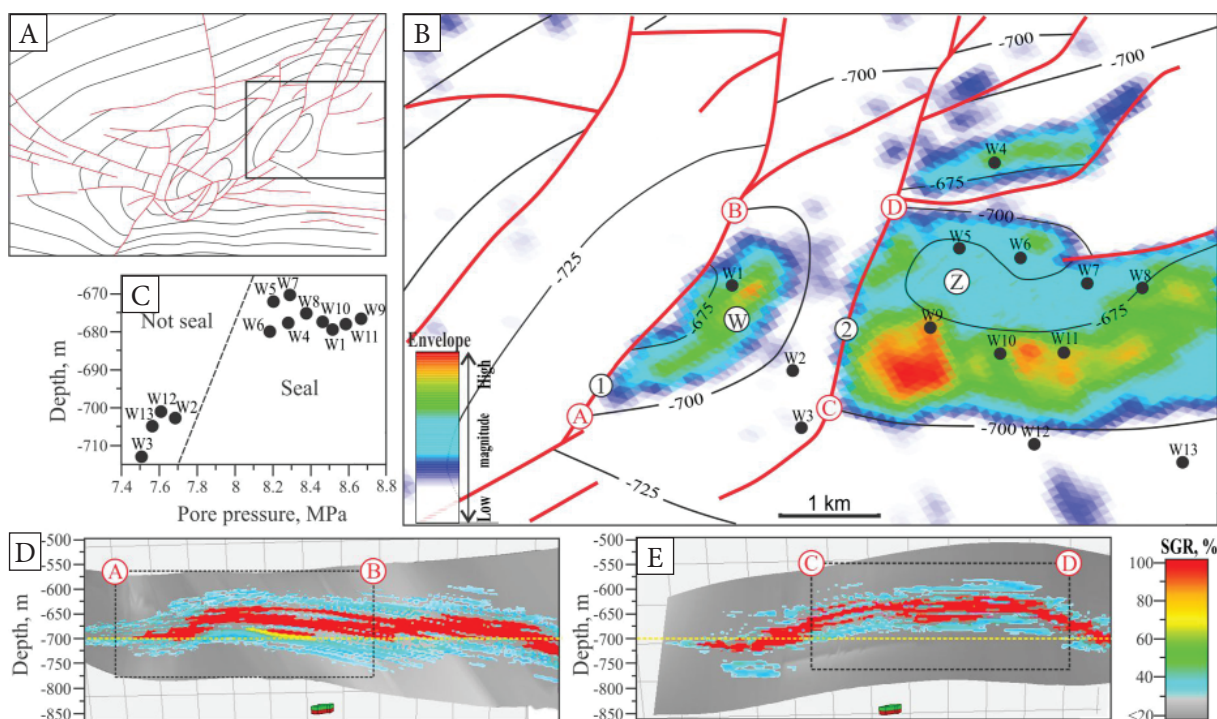 A
B
-700
-700
-700
-725
-675
-675
-675
-700
-700
-725
W4
W5
W6
W7
W8
W1
W
Z
W9
W10
W11
W2
W3
W12
W13
A
B
C
D
1
2
Envelope
High
magnitude
Low
1 km
C
Depth, m
-670
-680
-690
-700
-710
Not seal
Seal
W5
W7
W8
W10
W9
W6
W4
W1
W11
W12
W13
W2
W3
7.4
7.6
7.8
8
8.2
8.4
8.6
8.8
Pore pressure, MPa
D
Depth, m
-500
-550
-600
-650
-700
-750
-800
-850
A
B
E
Depth, m
-500
-550
-600
-650
-700
-750
-800
-850
C
D
SGR, %
100
80
60
40
<20